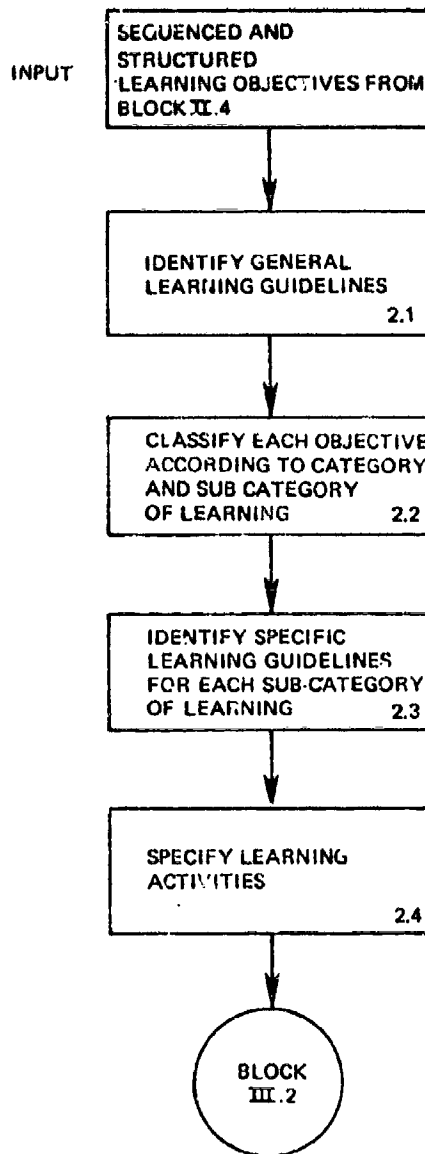 INPUT
SEQUENCED AND
STRUCTURED
LEARNING OBJECTIVES FROM
BLOCK II.4
IDENTIFY GENERAL
LEARNING GUIDELINES
2.1
CLASSIFY EACH OBJECTIVE
ACCORDING TO CATEGORY
AND SUB CATEGORY
OF LEARNING 2.2
IDENTIFY SPECIFIC
LEARNING GUIDELINES
FOR EACH SUB-CATEGORY
OF LEARNING 2.3
SPECIFY LEARNING
ACTIVITIES
2.4
BLOCK
III.2